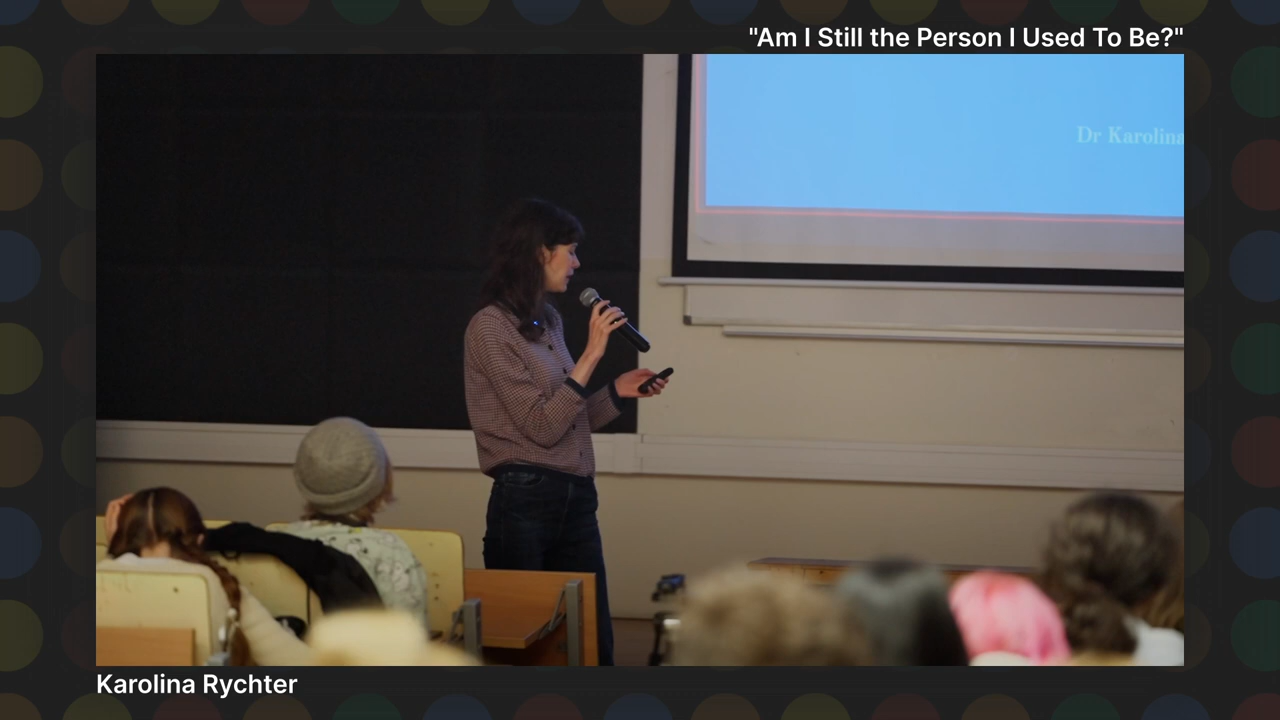 "Am I Still the Person I Used To Be?"
Dr Karolina
Karolina Rychter